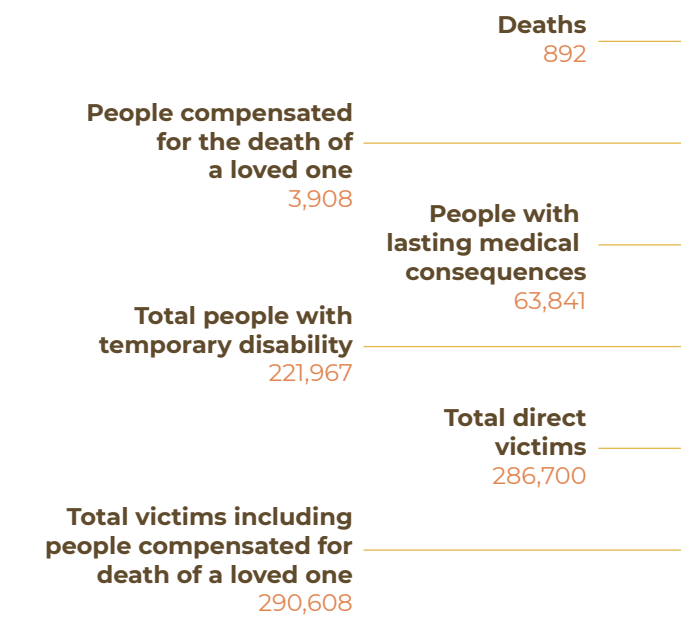 Deaths
892
People compensated
for the death of
a loved one
3,908
People with
lasting medical
consequences
63,841
Total people with
temporary disability
221,967
Total direct
victims
286,700
Total victims including
people compensated for
death of a loved one
290,608